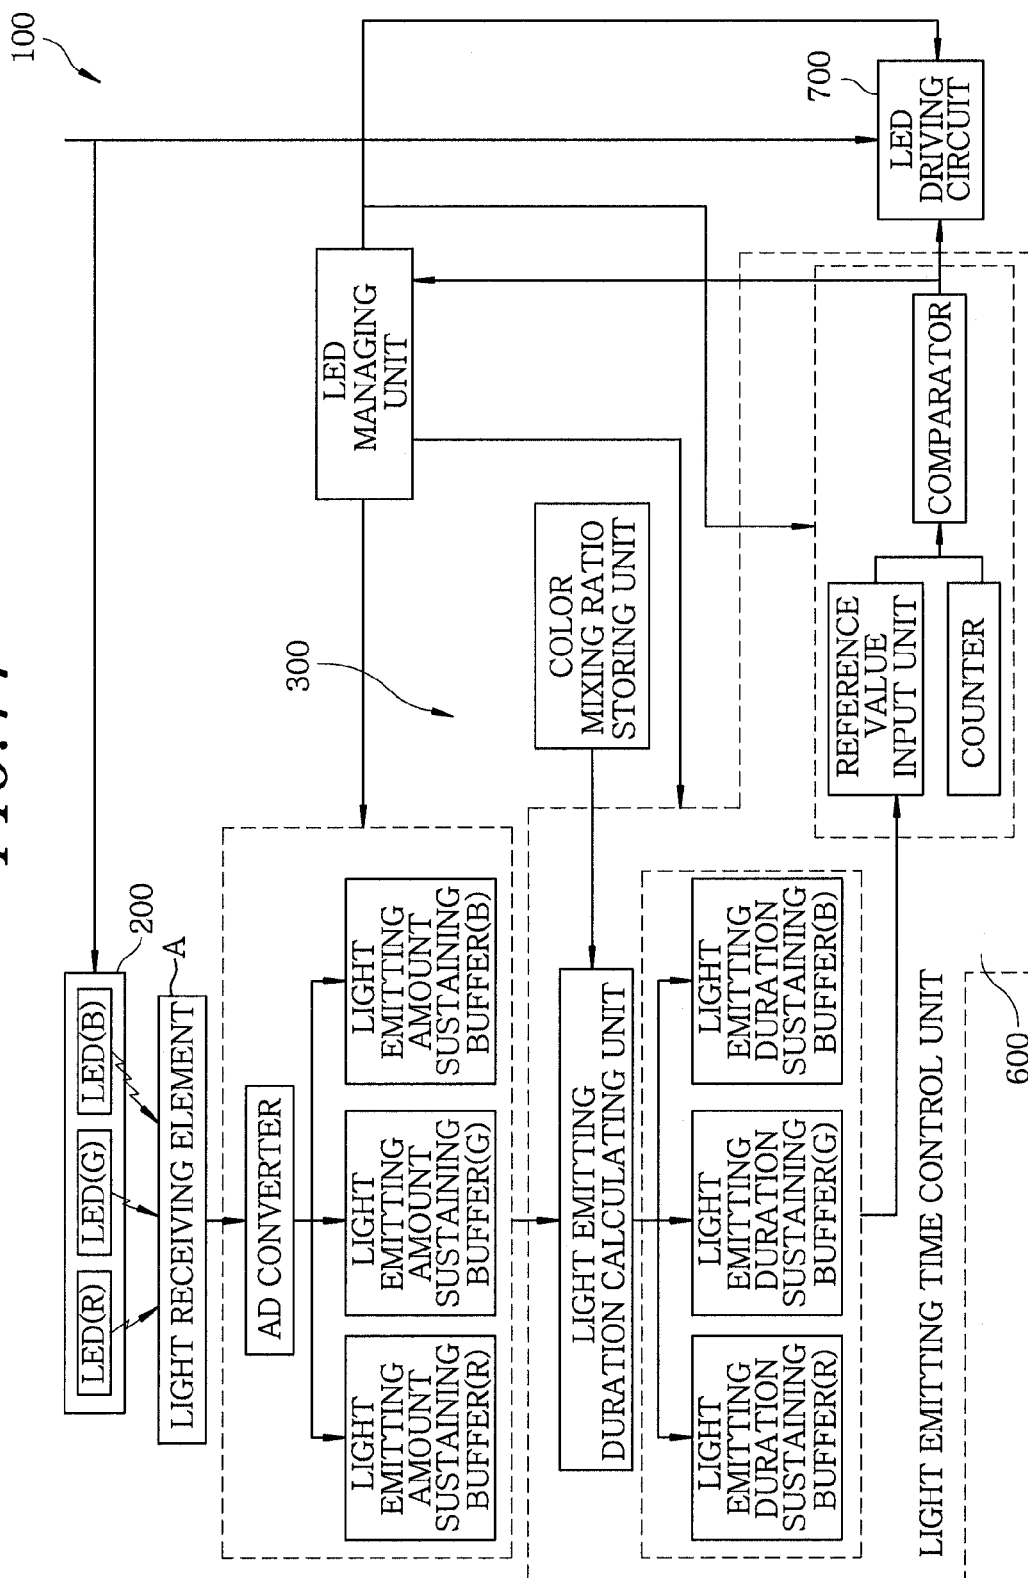 100
LED(R)
LED(G)
LED(B)
200
LIGHT RECEIVING ELEMENT
A
AD CONVERTER
LIGHT
EMITTING
AMOUNT
SUSTAINING
BUFFER(R)
LIGHT
EMITTING
AMOUNT
SUSTAINING
BUFFER(G)
LIGHT
EMITTING
AMOUNT
SUSTAINING
BUFFER(B)
300
LED
MANAGING
UNIT
LIGHT EMITTING
DURATION CALCULATING UNIT
COLOR
MIXING RATIO
STORING UNIT
LIGHT
EMITTING
DURATION
SUSTAINING
BUFFER(R)
LIGHT
EMITTING
DURATION
SUSTAINING
BUFFER(G)
LIGHT
EMITTING
DURATION
SUSTAINING
BUFFER(B)
REFERENCE
VALUE
INPUT UNIT
COUNTER
COMPARATOR
700
LED
DRIVING
CIRCUIT
LIGHT EMITTING TIME CONTROL UNIT
600